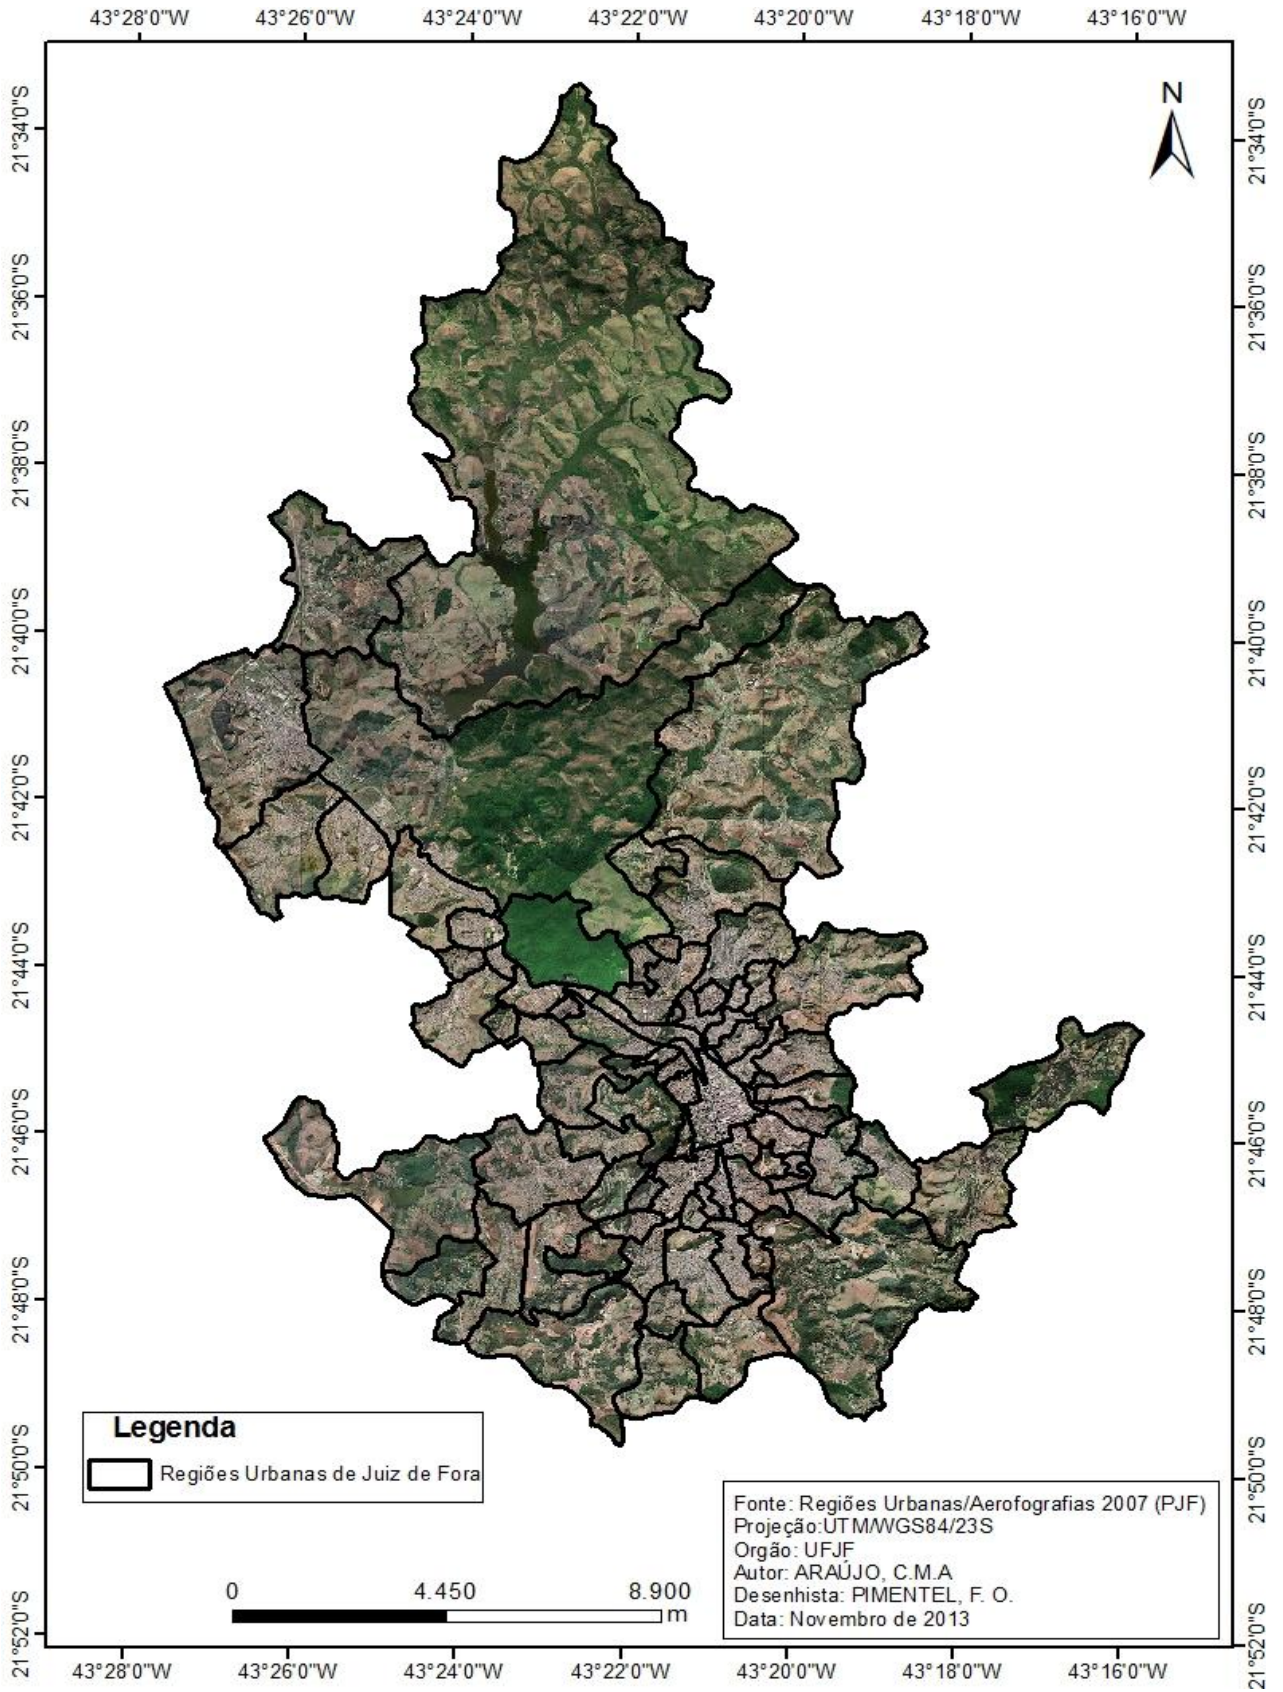 43°28'0"W 43°26'0"W 43°24'0"W 43°22'0"W 43°20'0"W 43°18'0"W 43°16'0"W
N
21°34'0"S 21°34'0"S
21°36'0"S 21°36'0"S
21°38'0"S 21°38'0"S
21°40'0"S 21°40'0"S
21°42'0"S 21°42'0"S
21°44'0"S 21°44'0"S
21°46'0"S 21°46'0"S
21°48'0"S 21°48'0"S
21°50'0"S 21°50'0"S
21°52'0"S 21°52'0"S
Legenda
Regiões Urbanas de Juiz de Fora
Fonte: Regiões Urbanas/Aerofografias 2007 (PJF)
Projeção:UTM/WGS84/23S
Orgão: UFJF
Autor: ARAÚJO, C.M.A
Desenhista: PIMENTEL, F. O.
Data: Novembro de 2013
0 4.450 8.900
m
43°28'0"W 43°26'0"W 43°24'0"W 43°22'0"W 43°20'0"W 43°18'0"W 43°16'0"W